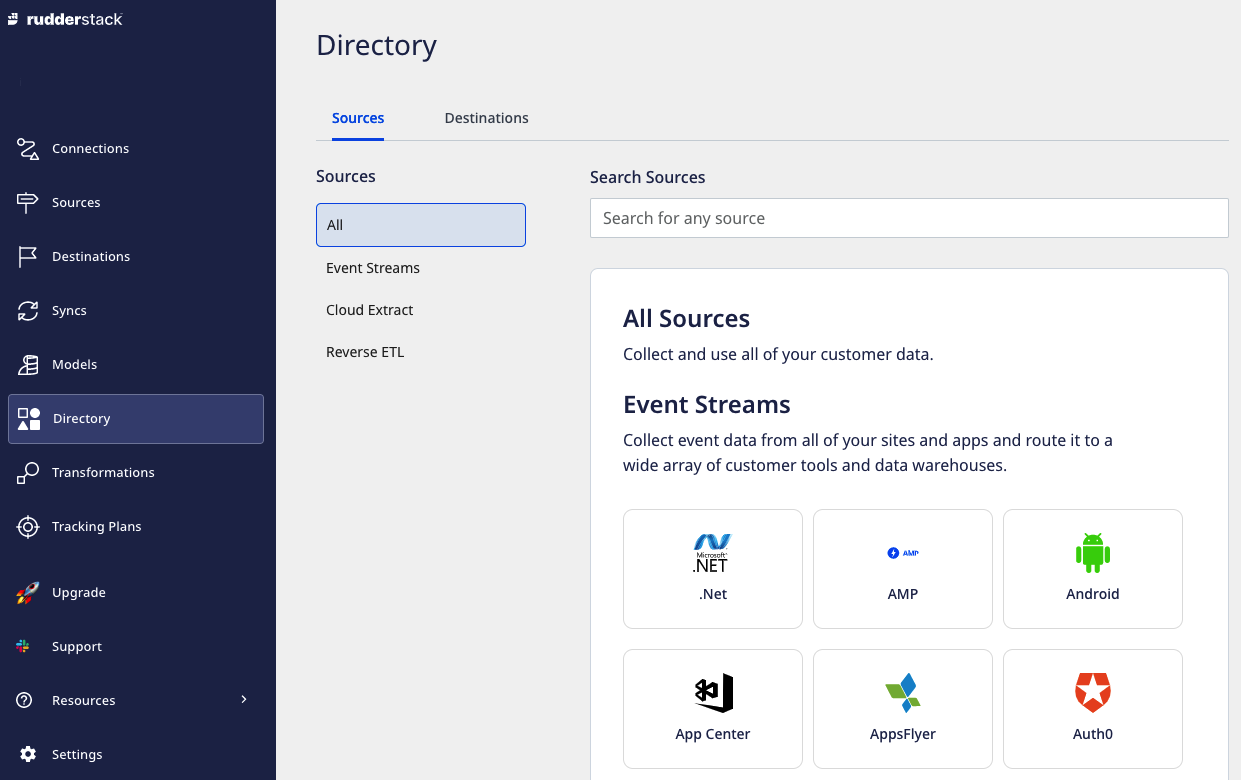 rudderstack
Connections
Sources
Destinations
Syncs
Models
Directory
Transformations
Tracking Plans
Upgrade
Support
Resources
Settings
Directory
Sources
Destinations
Sources
All
Event Streams
Cloud Extract
Reverse ETL
Search Sources
Search for any source
All Sources
Collect and use all of your customer data.
Event Streams
Collect event data from all of your sites and apps and route it to a
wide array of customer tools and data warehouses.
Microsoft
.NET
.Net
AMP
AMP
Android
App Center
AppsFlyer
Auth0